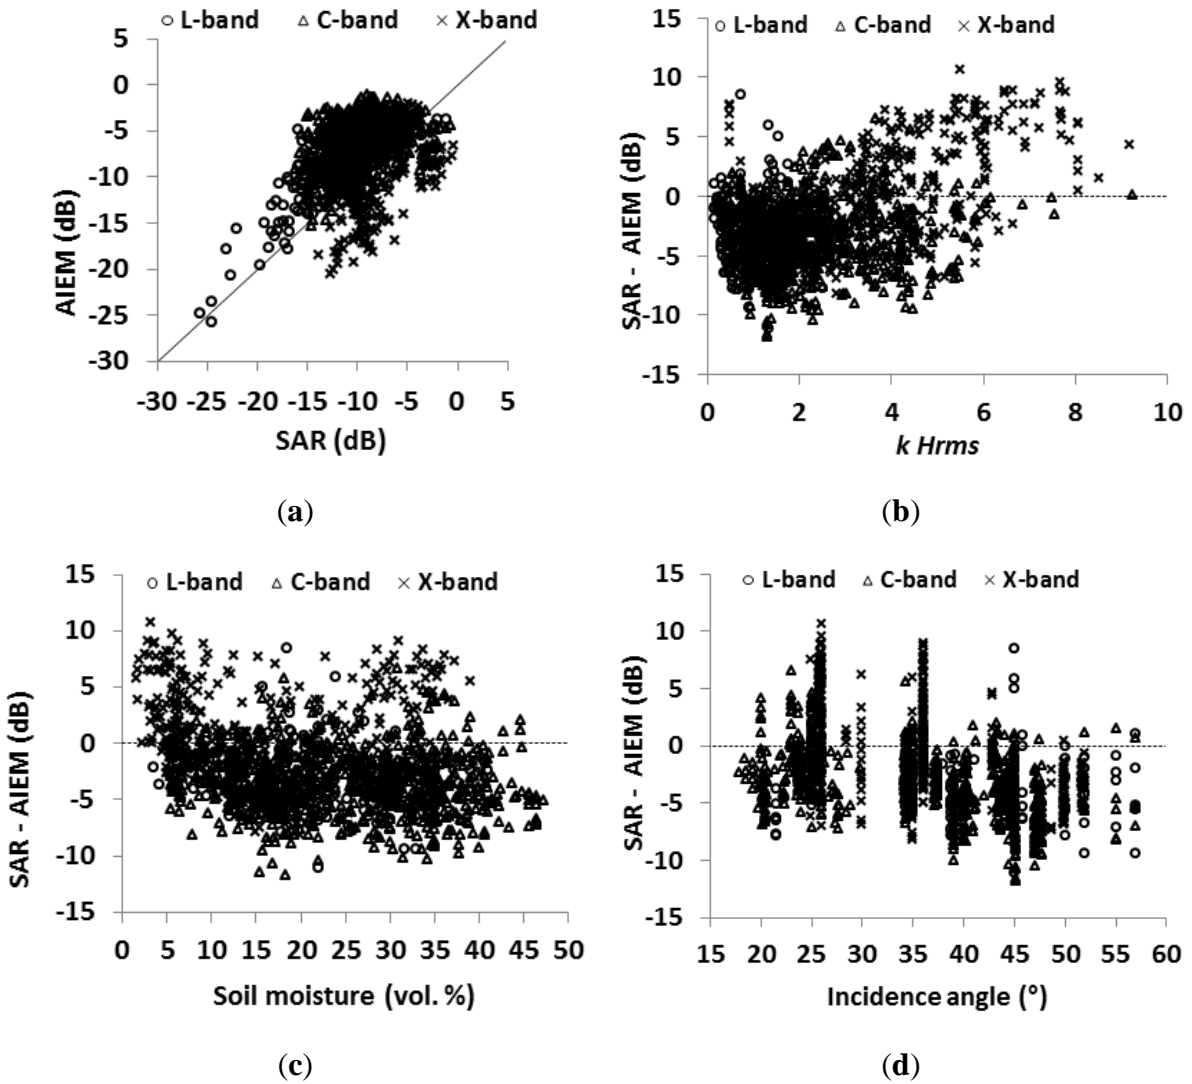 L-band C-band X-band
5
0
-5
-10
-15
-20
-25
-30
AIEM (dB)
-30 -25 -20 -15 -10 -5 0 5
SAR (dB)
(a)
L-band C-band X-band
15
10
5
0
-5
-10
-15
SAR - AIEM (dB)
0 2 4 6 8 10
k Hrms
(b)
L-band C-band X-band
15
10
5
0
-5
-10
-15
SAR - AIEM (dB)
0 5 10 15 20 25 30 35 40 45 50
Soil moisture (vol. %)
(c)
L-band C-band X-band
15
10
5
0
-5
-10
-15
SAR - AIEM (dB)
15 20 25 30 35 40 45 50 55 60
Incidence angle (°)
(d)